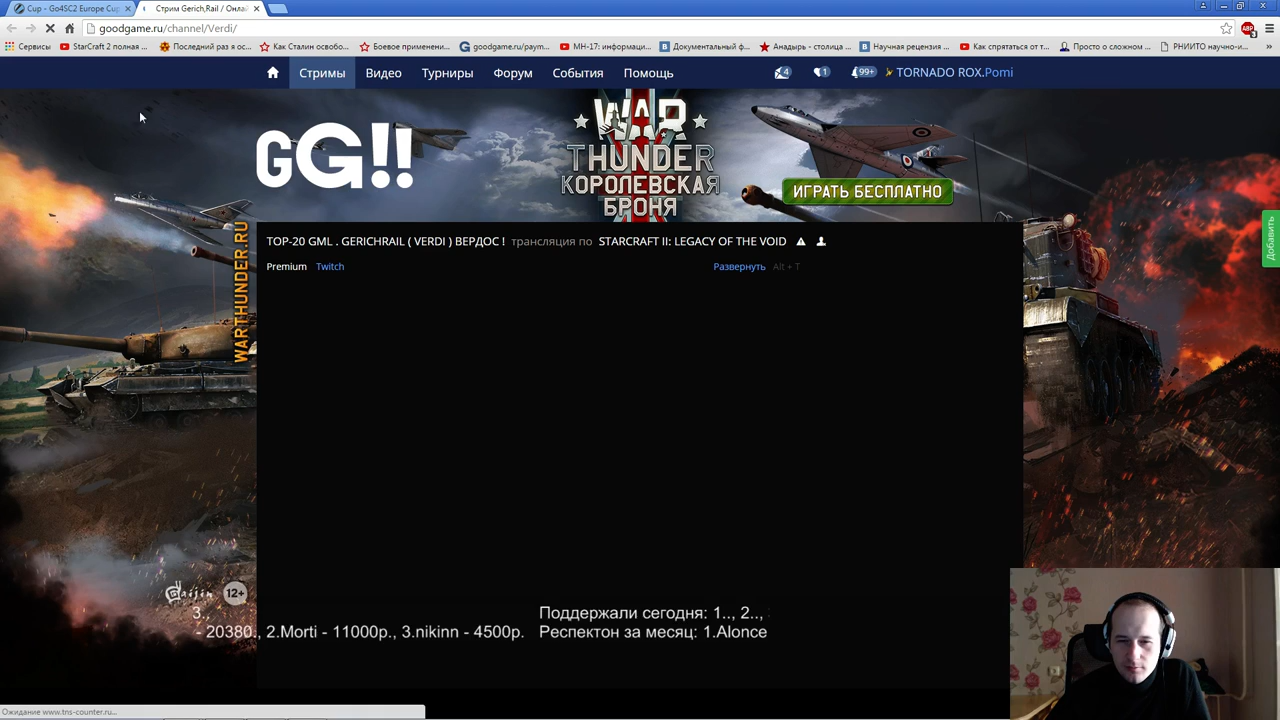 Cup - Go4SC2 Europe Cup
Стрим Gerich,Rail / Онлай
goodgame.ru/channel/Verdi/
Сервисы
StarCraft 2 полная ...
Последний раз я ос...
Как Сталин освобо...
Боевое применени...
goodgame.ru/paym...
МН-17: информаци...
Документальный ф...
Анадырь - столица ...
Научная рецензия ...
Как спрятаться от т...
Просто о сложном ...
РНИИТО научно-и...
Стримы Видео Турниры Форум События Помощь
4 1 99+ TORNADO ROX.Pomi
GG!!
WAR THUNDER
КОРОЛЕВСКАЯ
БРОНЯ
ИГРАТЬ БЕСПЛАТНО
WARTHUNDER.RU
Добавить
TOP-20 GML . GERICHRAIL ( VERDI ) ВЕРДОС ! трансляция по STARCRAFT II: LEGACY OF THE VOID
Premium Twitch Развернуть Alt + T
Gaijin 12+
3.,
Поддержали сегодня: 1.., 2..,
- 20380., 2.Morti - 11000р., 3.nikinn - 4500р.
Респектон за месяц: 1.Alonce
Ожидание www.tns-counter.ru...